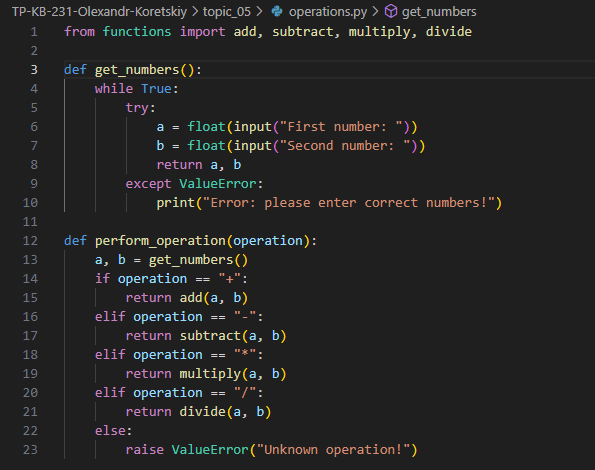 TP-KB-231-Olexandr-Koretskiy > topic_05 > operations.py > get_numbers
1 from functions import add, subtract, multiply, divide
2
3 def get_numbers():
4     while True:
5         try:
6             a = float(input("First number: "))
7             b = float(input("Second number: "))
8             return a, b
9         except ValueError:
10             print("Error: please enter correct numbers!")
11
12 def perform_operation(operation):
13     a, b = get_numbers()
14     if operation == "+":
15         return add(a, b)
16     elif operation == "-":
17         return subtract(a, b)
18     elif operation == "*":
19         return multiply(a, b)
20     elif operation == "/":
21         return divide(a, b)
22     else:
23         raise ValueError("Unknown operation!")